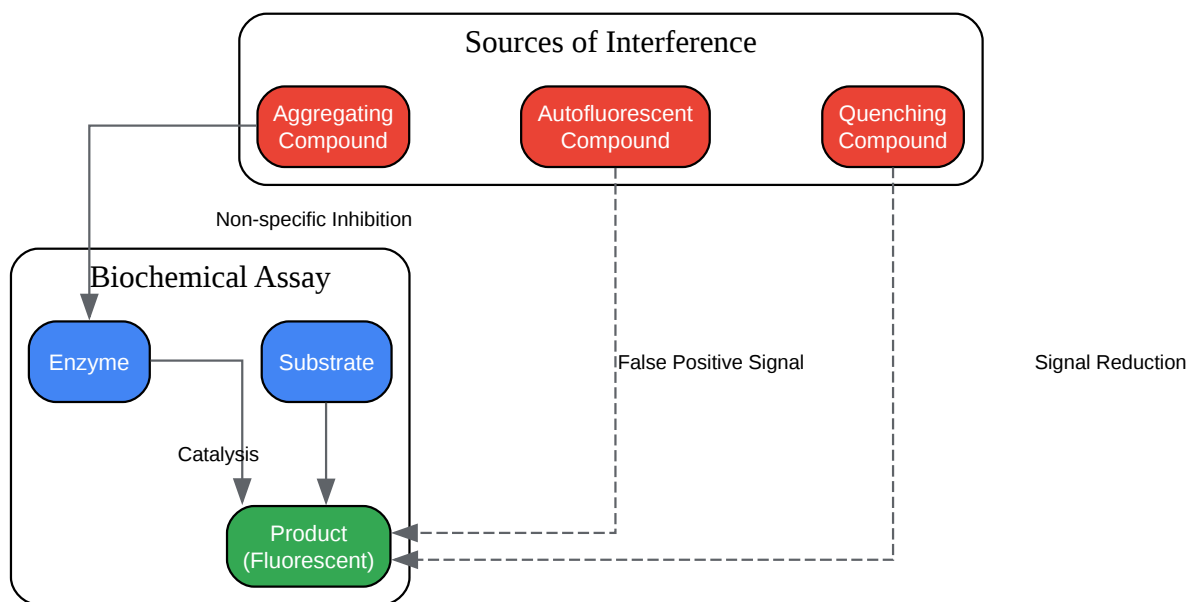 Sources of Interference
Aggregating
Compound
Autofluorescent
Compound
Quenching
Compound
Non-specific Inhibition
Biochemical Assay
Enzyme
Substrate
False Positive Signal
Signal Reduction
Catalysis
Product
(Fluorescent)